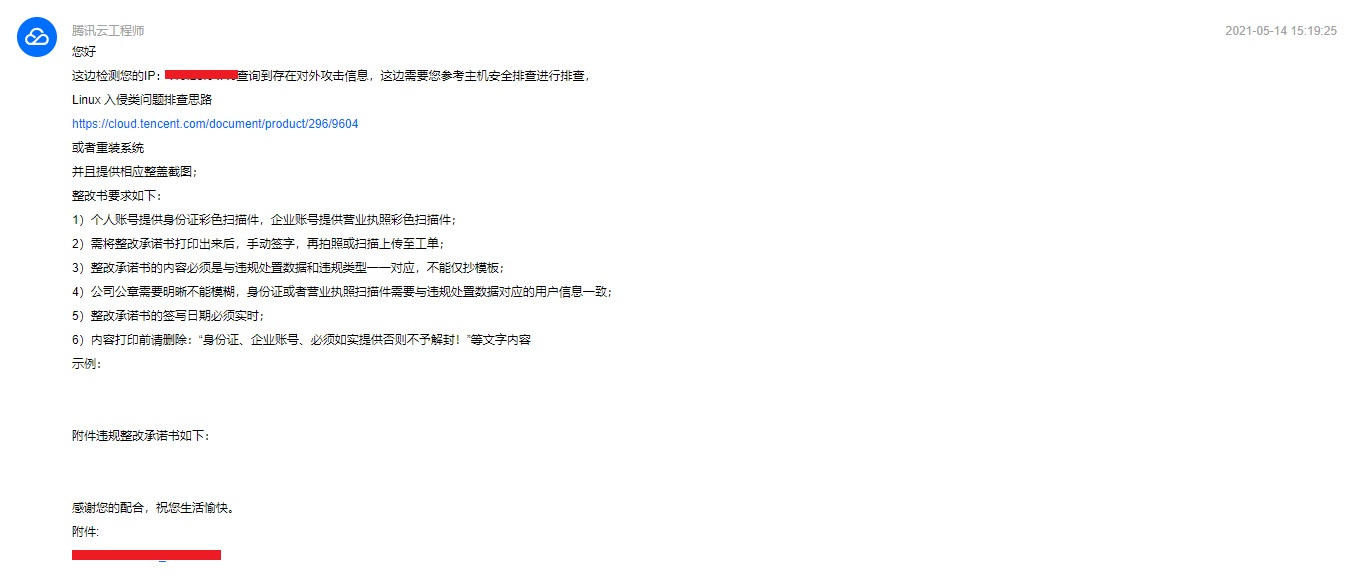 腾讯云工程师
2021-05-14 15:19:25
您好
这边检测您的IP：查询到存在对外攻击信息，这边需要您参考主机安全排查进行排查，
Linux 入侵类问题排查思路
https://cloud.tencent.com/document/product/296/9604
或者重装系统
并且提供相应整盖截图；
整改书要求如下：
1）个人账号提供身份证彩色扫描件，企业账号提供营业执照彩色扫描件；
2）需将整改承诺书打印出来后，手动签字，再拍照或扫描上传至工单；
3）整改承诺书的内容必须是与违规处置数据和违规类型一一对应，不能仅抄模板；
4）公司公章需要明晰不能模糊，身份证或者营业执照扫描件需要与违规处置数据对应的用户信息一致；
5）整改承诺书的签写日期必须实时；
6）内容打印前请删除：“身份证、企业账号、必须如实提供否则不予解封！”等文字内容
示例：
附件违规整改承诺书如下：
感谢您的配合，祝您生活愉快。
附件: